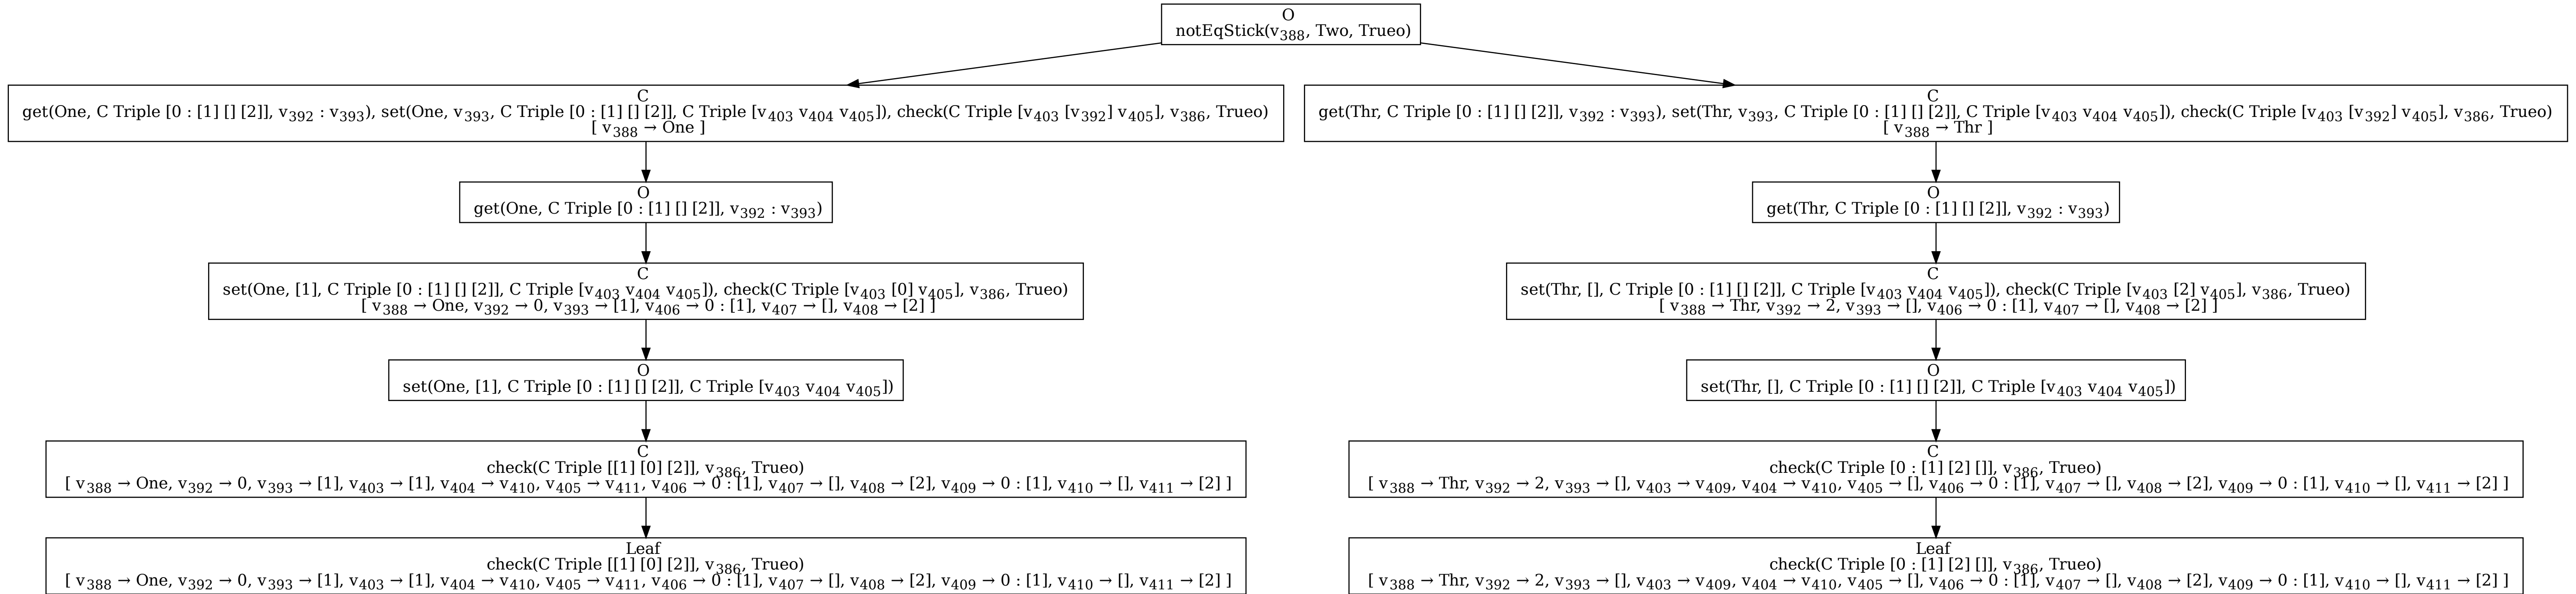 O
notEqStick(v388, Two, Trueo)
C
get(One, C Triple [0 : [1] [] [2]], v392 : v393), set(One, v393, C Triple [0 : [1] [] [2]], C Triple [v403 v404 v405]), check(C Triple [v403 [v392] v405], v386, Trueo)
[ v388 → One ]
C
get(Thr, C Triple [0 : [1] [] [2]], v392 : v393), set(Thr, v393, C Triple [0 : [1] [] [2]], C Triple [v403 v404 v405]), check(C Triple [v403 [v392] v405], v386, Trueo)
[ v388 → Thr ]
O
get(One, C Triple [0 : [1] [] [2]], v392 : v393)
O
get(Thr, C Triple [0 : [1] [] [2]], v392 : v393)
C
set(One, [1], C Triple [0 : [1] [] [2]], C Triple [v403 v404 v405]), check(C Triple [v403 [0] v405], v386, Trueo)
[ v388 → One, v392 → 0, v393 → [1], v406 → 0 : [1], v407 → [], v408 → [2] ]
C
set(Thr, [], C Triple [0 : [1] [] [2]], C Triple [v403 v404 v405]), check(C Triple [v403 [2] v405], v386, Trueo)
[ v388 → Thr, v392 → 2, v393 → [], v406 → 0 : [1], v407 → [], v408 → [2] ]
O
set(One, [1], C Triple [0 : [1] [] [2]], C Triple [v403 v404 v405])
O
set(Thr, [], C Triple [0 : [1] [] [2]], C Triple [v403 v404 v405])
C
check(C Triple [[1] [0] [2]], v386, Trueo)
[ v388 → One, v392 → 0, v393 → [1], v403 → [1], v404 → v410, v405 → v411, v406 → 0 : [1], v407 → [], v408 → [2], v409 → 0 : [1], v410 → [], v411 → [2] ]
C
check(C Triple [0 : [1] [2] []], v386, Trueo)
[ v388 → Thr, v392 → 2, v393 → [], v403 → v409, v404 → v410, v405 → [], v406 → 0 : [1], v407 → [], v408 → [2], v409 → 0 : [1], v410 → [], v411 → [2] ]
Leaf
check(C Triple [[1] [0] [2]], v386, Trueo)
[ v388 → One, v392 → 0, v393 → [1], v403 → [1], v404 → v410, v405 → v411, v406 → 0 : [1], v407 → [], v408 → [2], v409 → 0 : [1], v410 → [], v411 → [2] ]
Leaf
check(C Triple [0 : [1] [2] []], v386, Trueo)
[ v388 → Thr, v392 → 2, v393 → [], v403 → v409, v404 → v410, v405 → [], v406 → 0 : [1], v407 → [], v408 → [2], v409 → 0 : [1], v410 → [], v411 → [2] ]